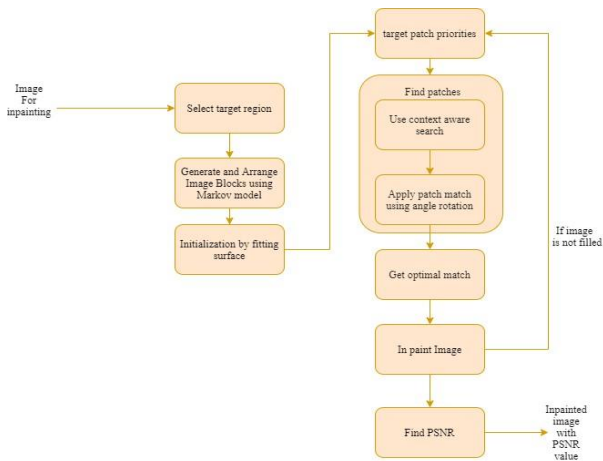 Image
For
inpainting
Select target region
Generate and Arrange
Image Blocks using
Markov model
Initialization by fitting
surface
target patch priorities
Find patches
Use context aware
search
Apply patch match
using angle rotation
Get optimal match
In paint Image
If image
is not filled
Find PSNR
Inpainted
image
with
PSNR
value